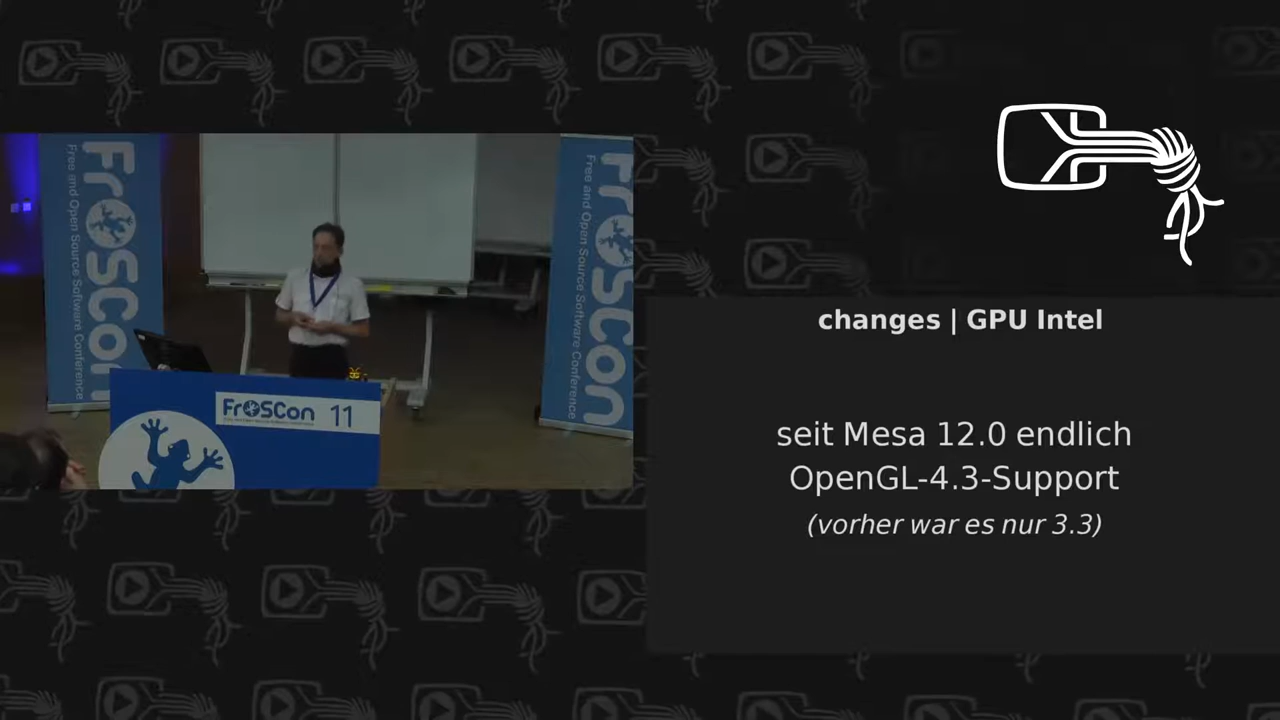 FrOSCon
Free and Open Source Software Conference
FrOSCon
Free and Open Source Software Conference
FrOSCon 11
changes | GPU Intel
seit Mesa 12.0 endlich
OpenGL-4.3-Support
(vorher war es nur 3.3)